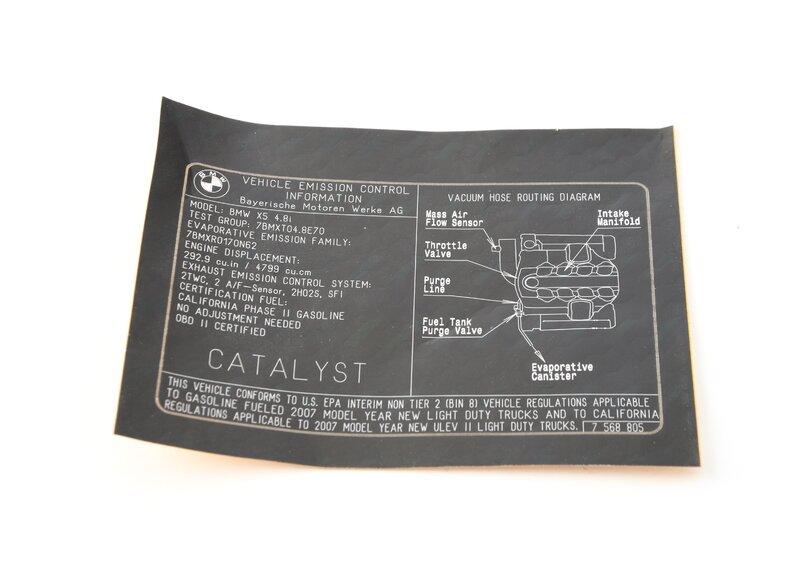 BMW
VEHICLE EMISSION CONTROL
INFORMATION
Bayerische Motoren Werke AG
MODEL: BMW X5 4.8i
TEST GROUP: 7BMXT04.8E70
EVAPORATIVE EMISSION FAMILY:
7BMXR0170N62
ENGINE DISPLACEMENT:
292.9 cu.in / 4799 cu.cm
EXHAUST EMISSION CONTROL SYSTEM:
2TWC, 2 A/F-Sensor, 2HO2S, SFI
CERTIFICATION FUEL:
CALIFORNIA PHASE II GASOLINE
NO ADJUSTMENT NEEDED
OBD II CERTIFIED
CATALYST
VACUUM HOSE ROUTING DIAGRAM
Mass Air
Flow Sensor
Intake
Manifold
Throttle
Valve
Purge
Line
Fuel Tank
Purge Valve
Evaporative
Canister
THIS VEHICLE CONFORMS TO U.S. EPA INTERIM NON TIER 2 (BIN 8) VEHICLE REGULATIONS APPLICABLE
TO GASOLINE FUELED 2007 MODEL YEAR NEW LIGHT DUTY TRUCKS AND TO CALIFORNIA
REGULATIONS APPLICABLE TO 2007 MODEL YEAR NEW ULEV II LIGHT DUTY TRUCKS.
7 568 805